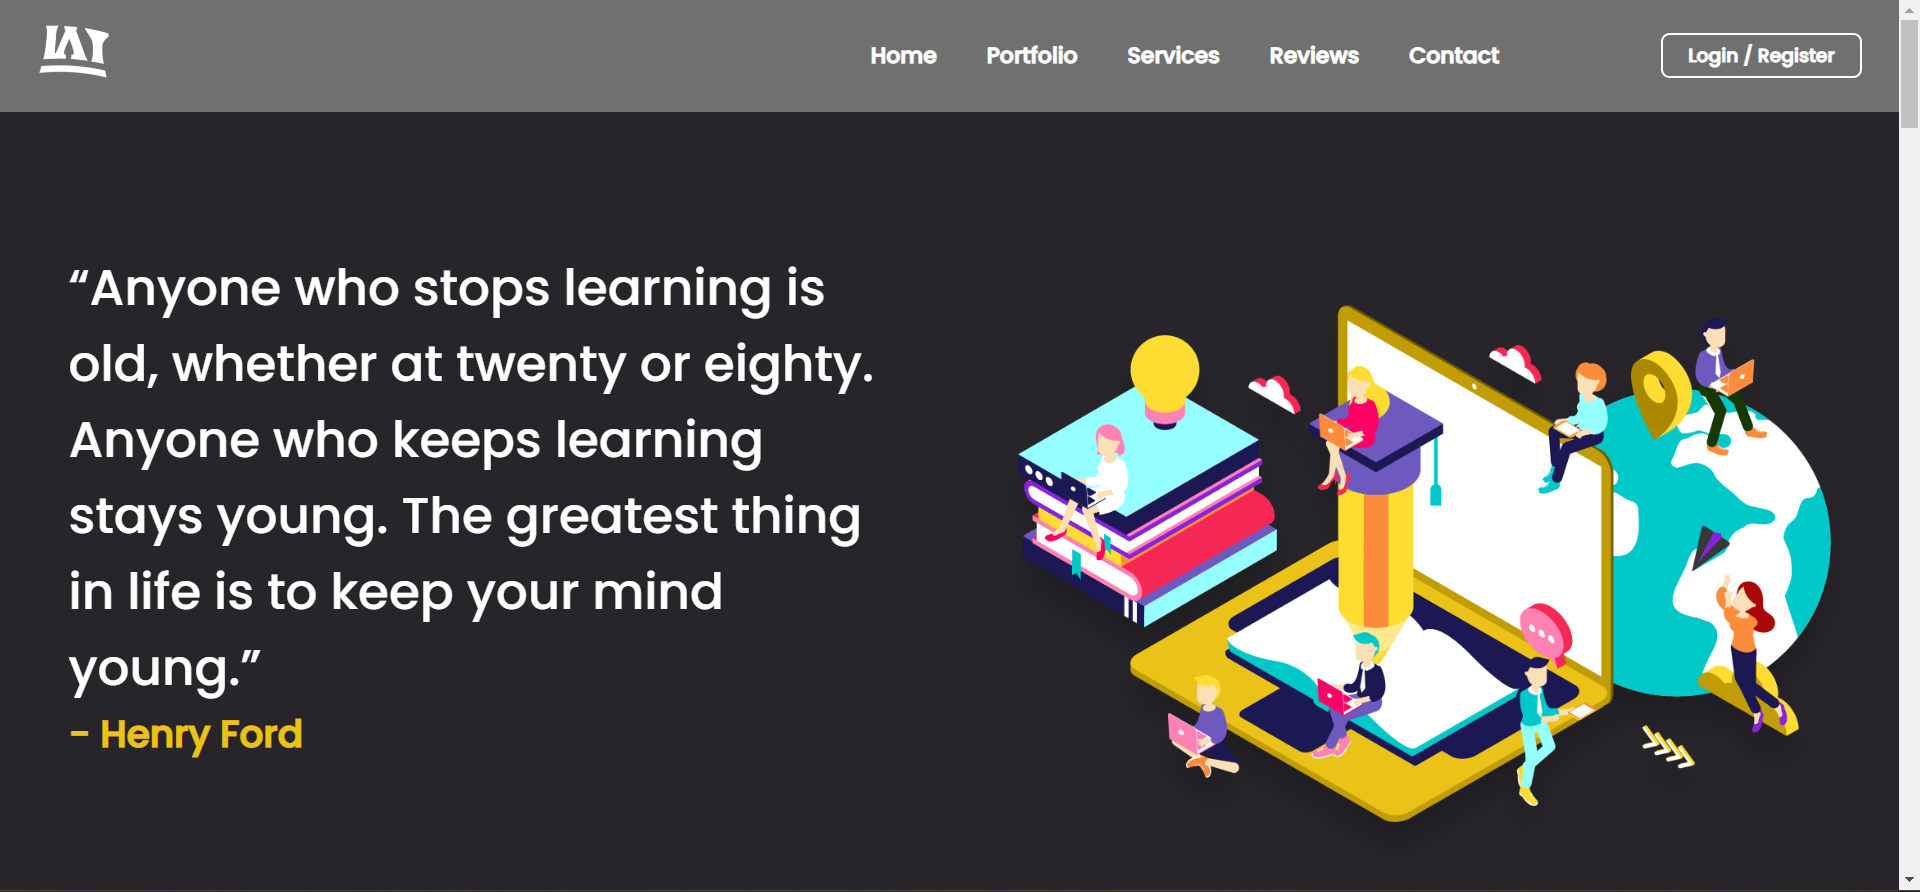 Home Portfolio Services Reviews Contact Login / Register
“Anyone who stops learning is
old, whether at twenty or eighty.
Anyone who keeps learning
stays young. The greatest thing
in life is to keep your mind
young.”
- Henry Ford